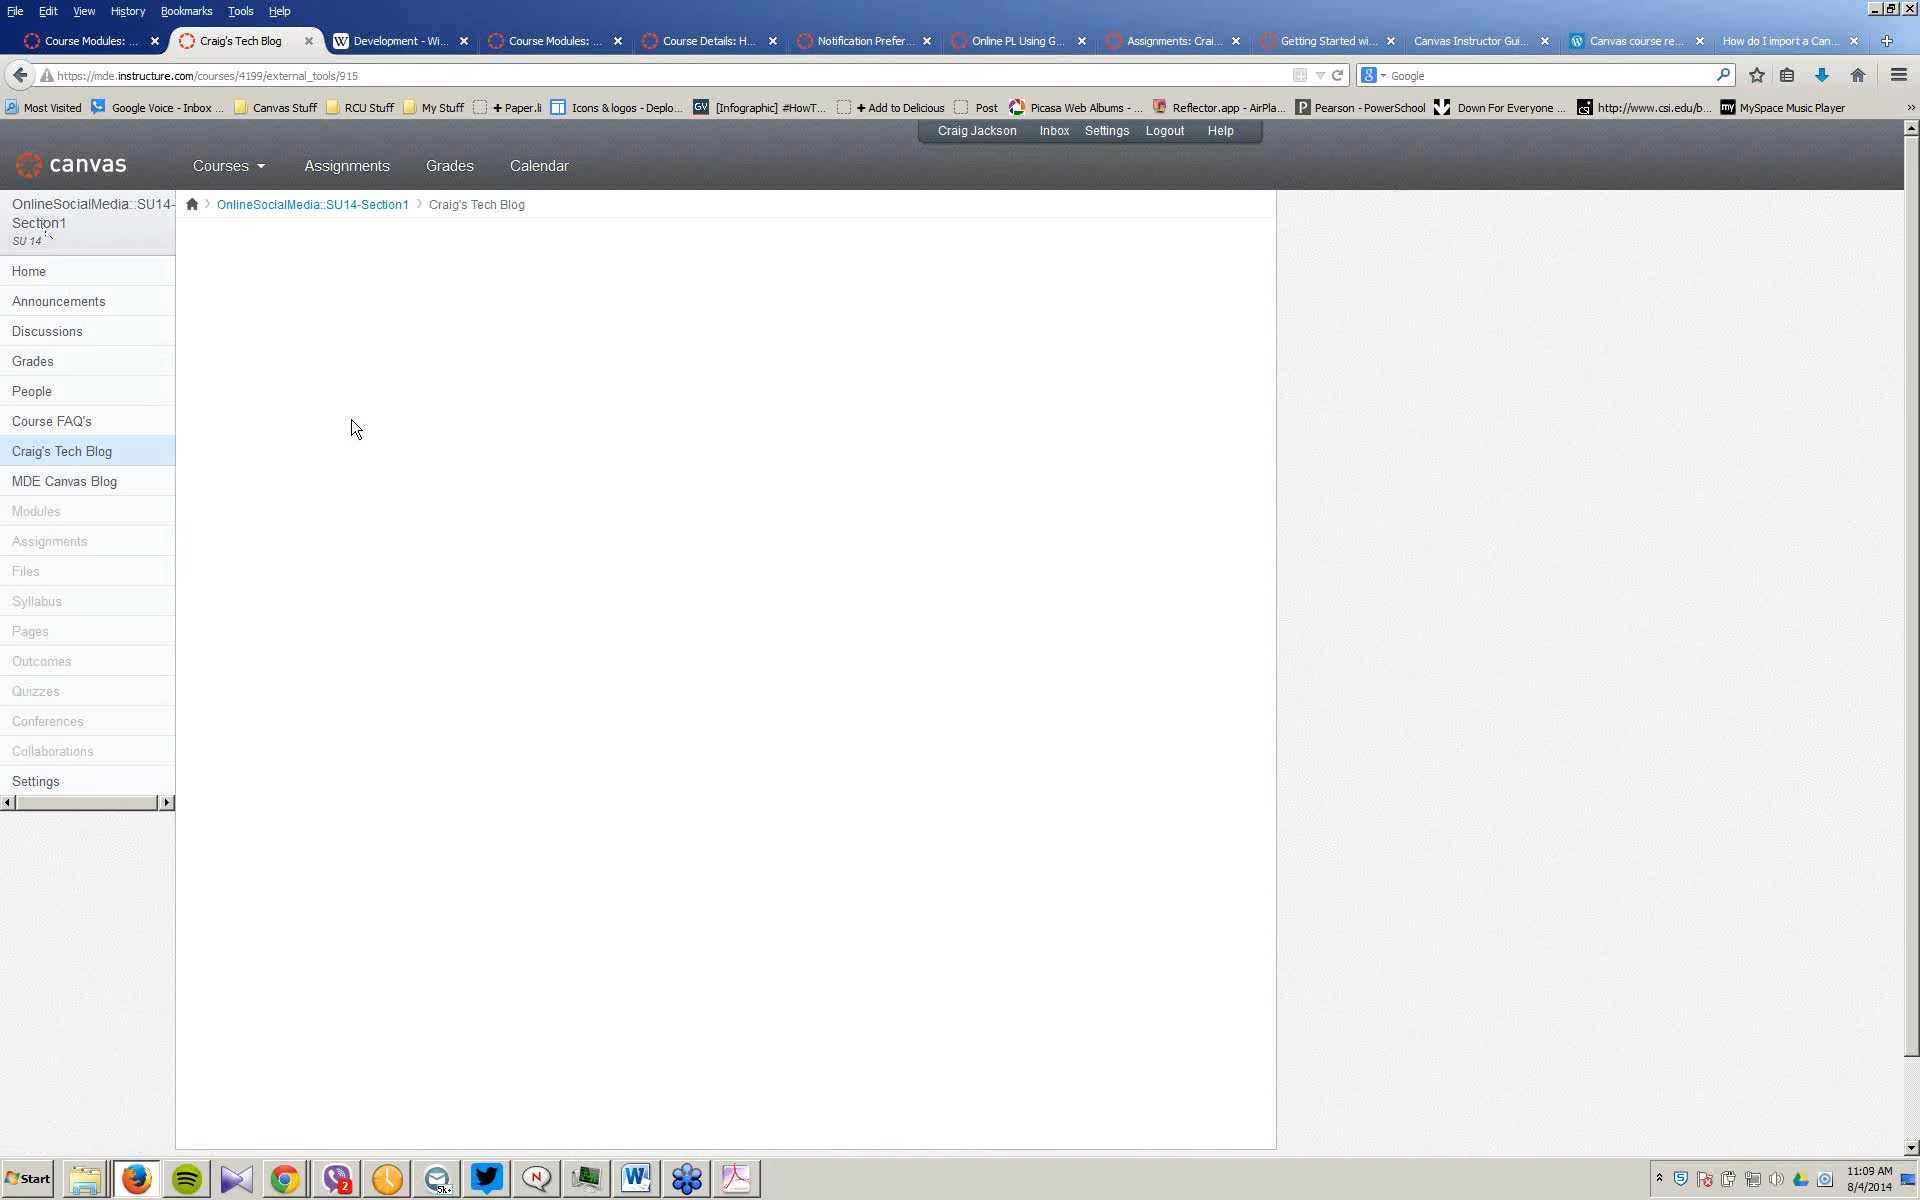 File Edit View History Bookmarks Tools Help
Course Modules: ... Craig's Tech Blog Development - Wi... Course Modules: ... Course Details: H... Notification Prefer... Online PL Using G... Assignments: Crai... Getting Started wi... Canvas Instructor Gui... Canvas course re... How do I import a Can...
https://mde.instructure.com/courses/4199/external_tools/915 Google
Most Visited Google Voice - Inbox ... Canvas Stuff RCU Stuff My Stuff + Paper.li Icons & logos - Deplo... GV [Infographic] #HowT... + Add to Delicious Post Picasa Web Albums - ... Reflector.app - AirPla... Pearson - PowerSchool Down For Everyone ... csi http://www.csi.edu/b... my MySpace Music Player
Craig Jackson Inbox Settings Logout Help
canvas Courses Assignments Grades Calendar
OnlineSocialMedia::SU14-Section1
SU 14
OnlineSocialMedia::SU14-Section1 Craig's Tech Blog
Home
Announcements
Discussions
Grades
People
Course FAQ's
Craig's Tech Blog
MDE Canvas Blog
Modules
Assignments
Files
Syllabus
Pages
Outcomes
Quizzes
Conferences
Collaborations
Settings
Start 2 5k+ N W 11:09 AM
8/4/2014